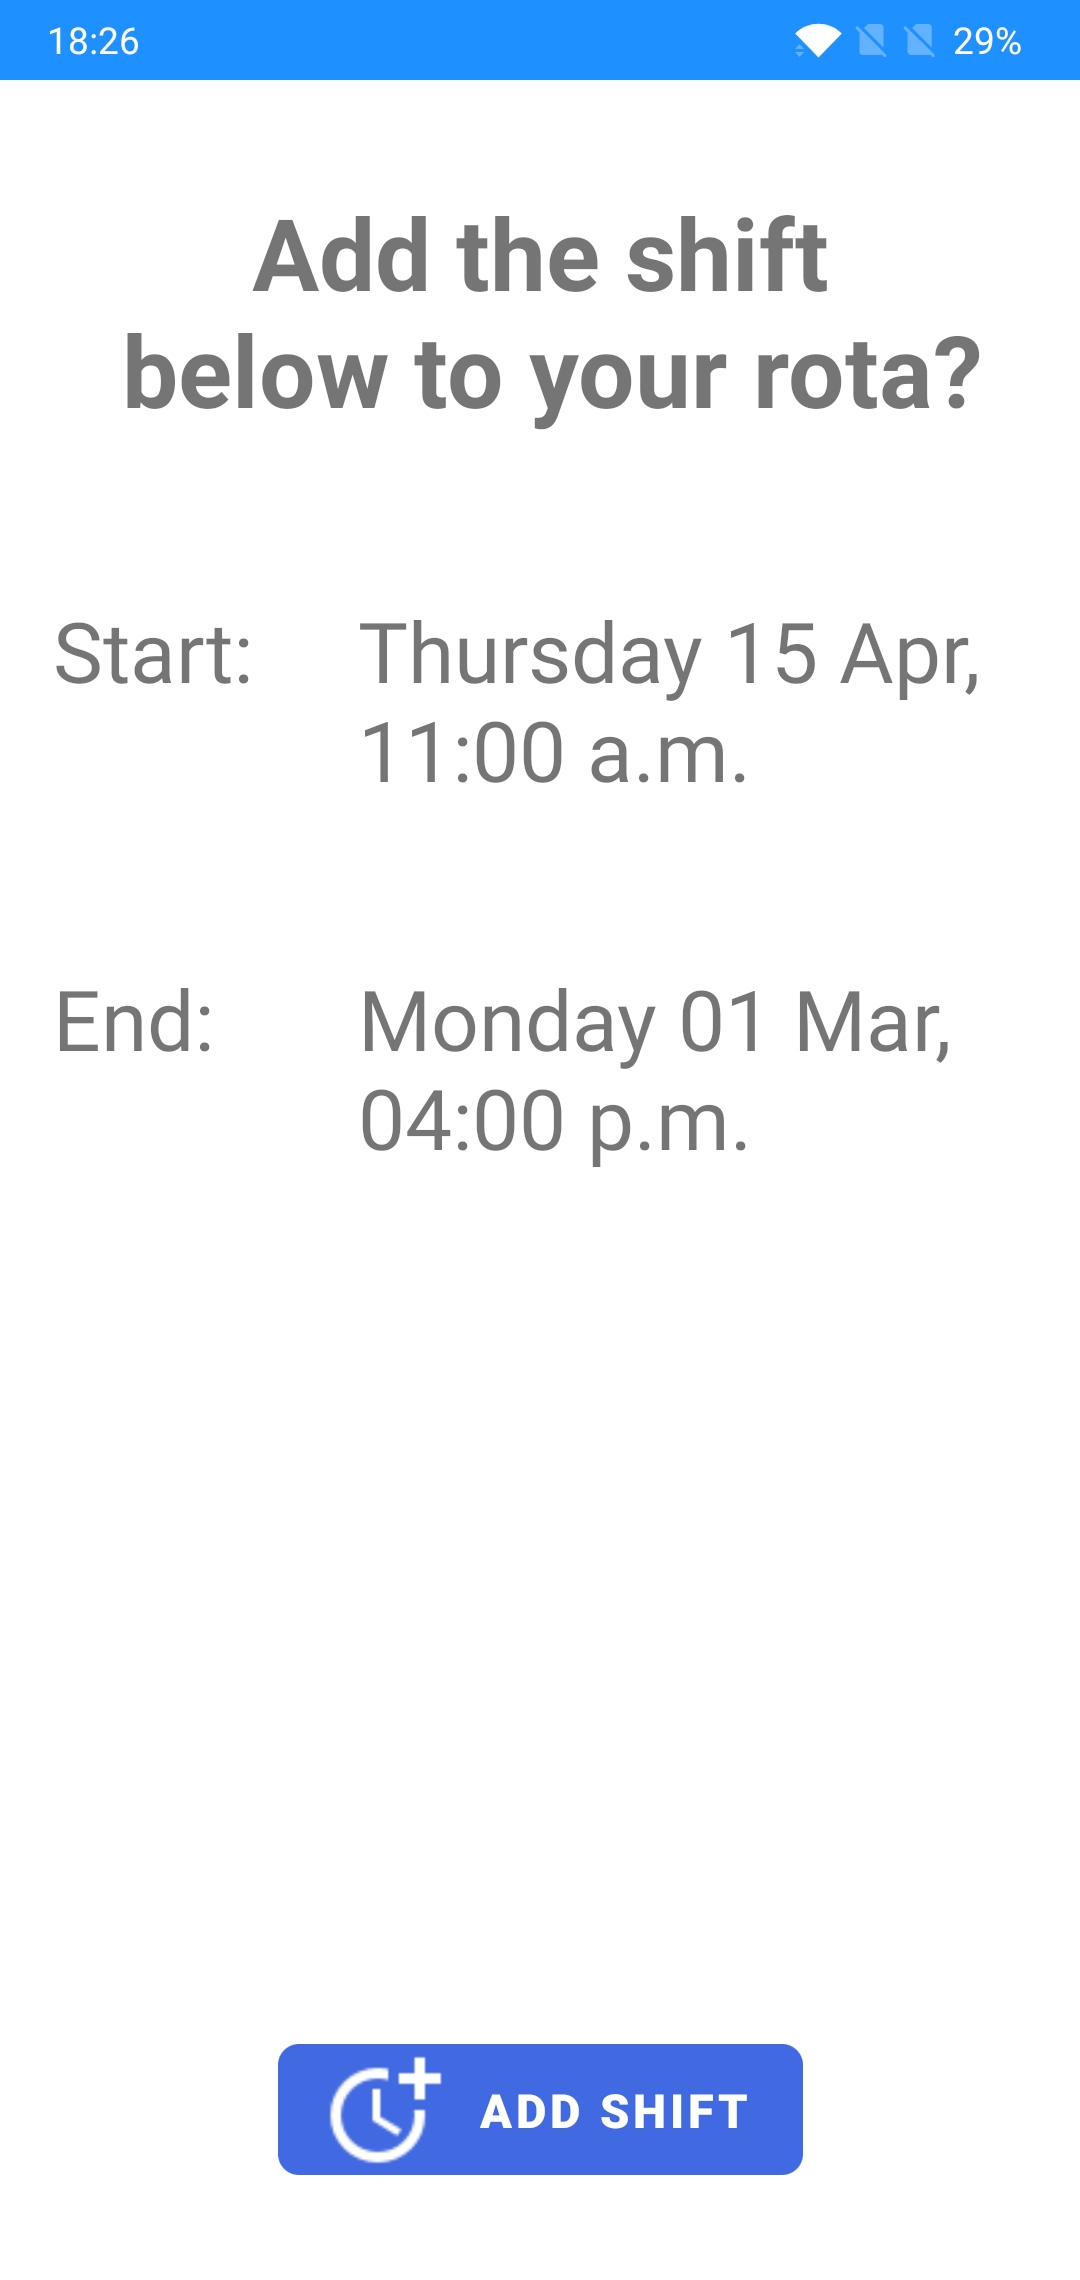 18:26 29%
Add the shift
below to your rota?
Start: Thursday 15 Apr,
11:00 a.m.
End: Monday 01 Mar,
04:00 p.m.
ADD SHIFT